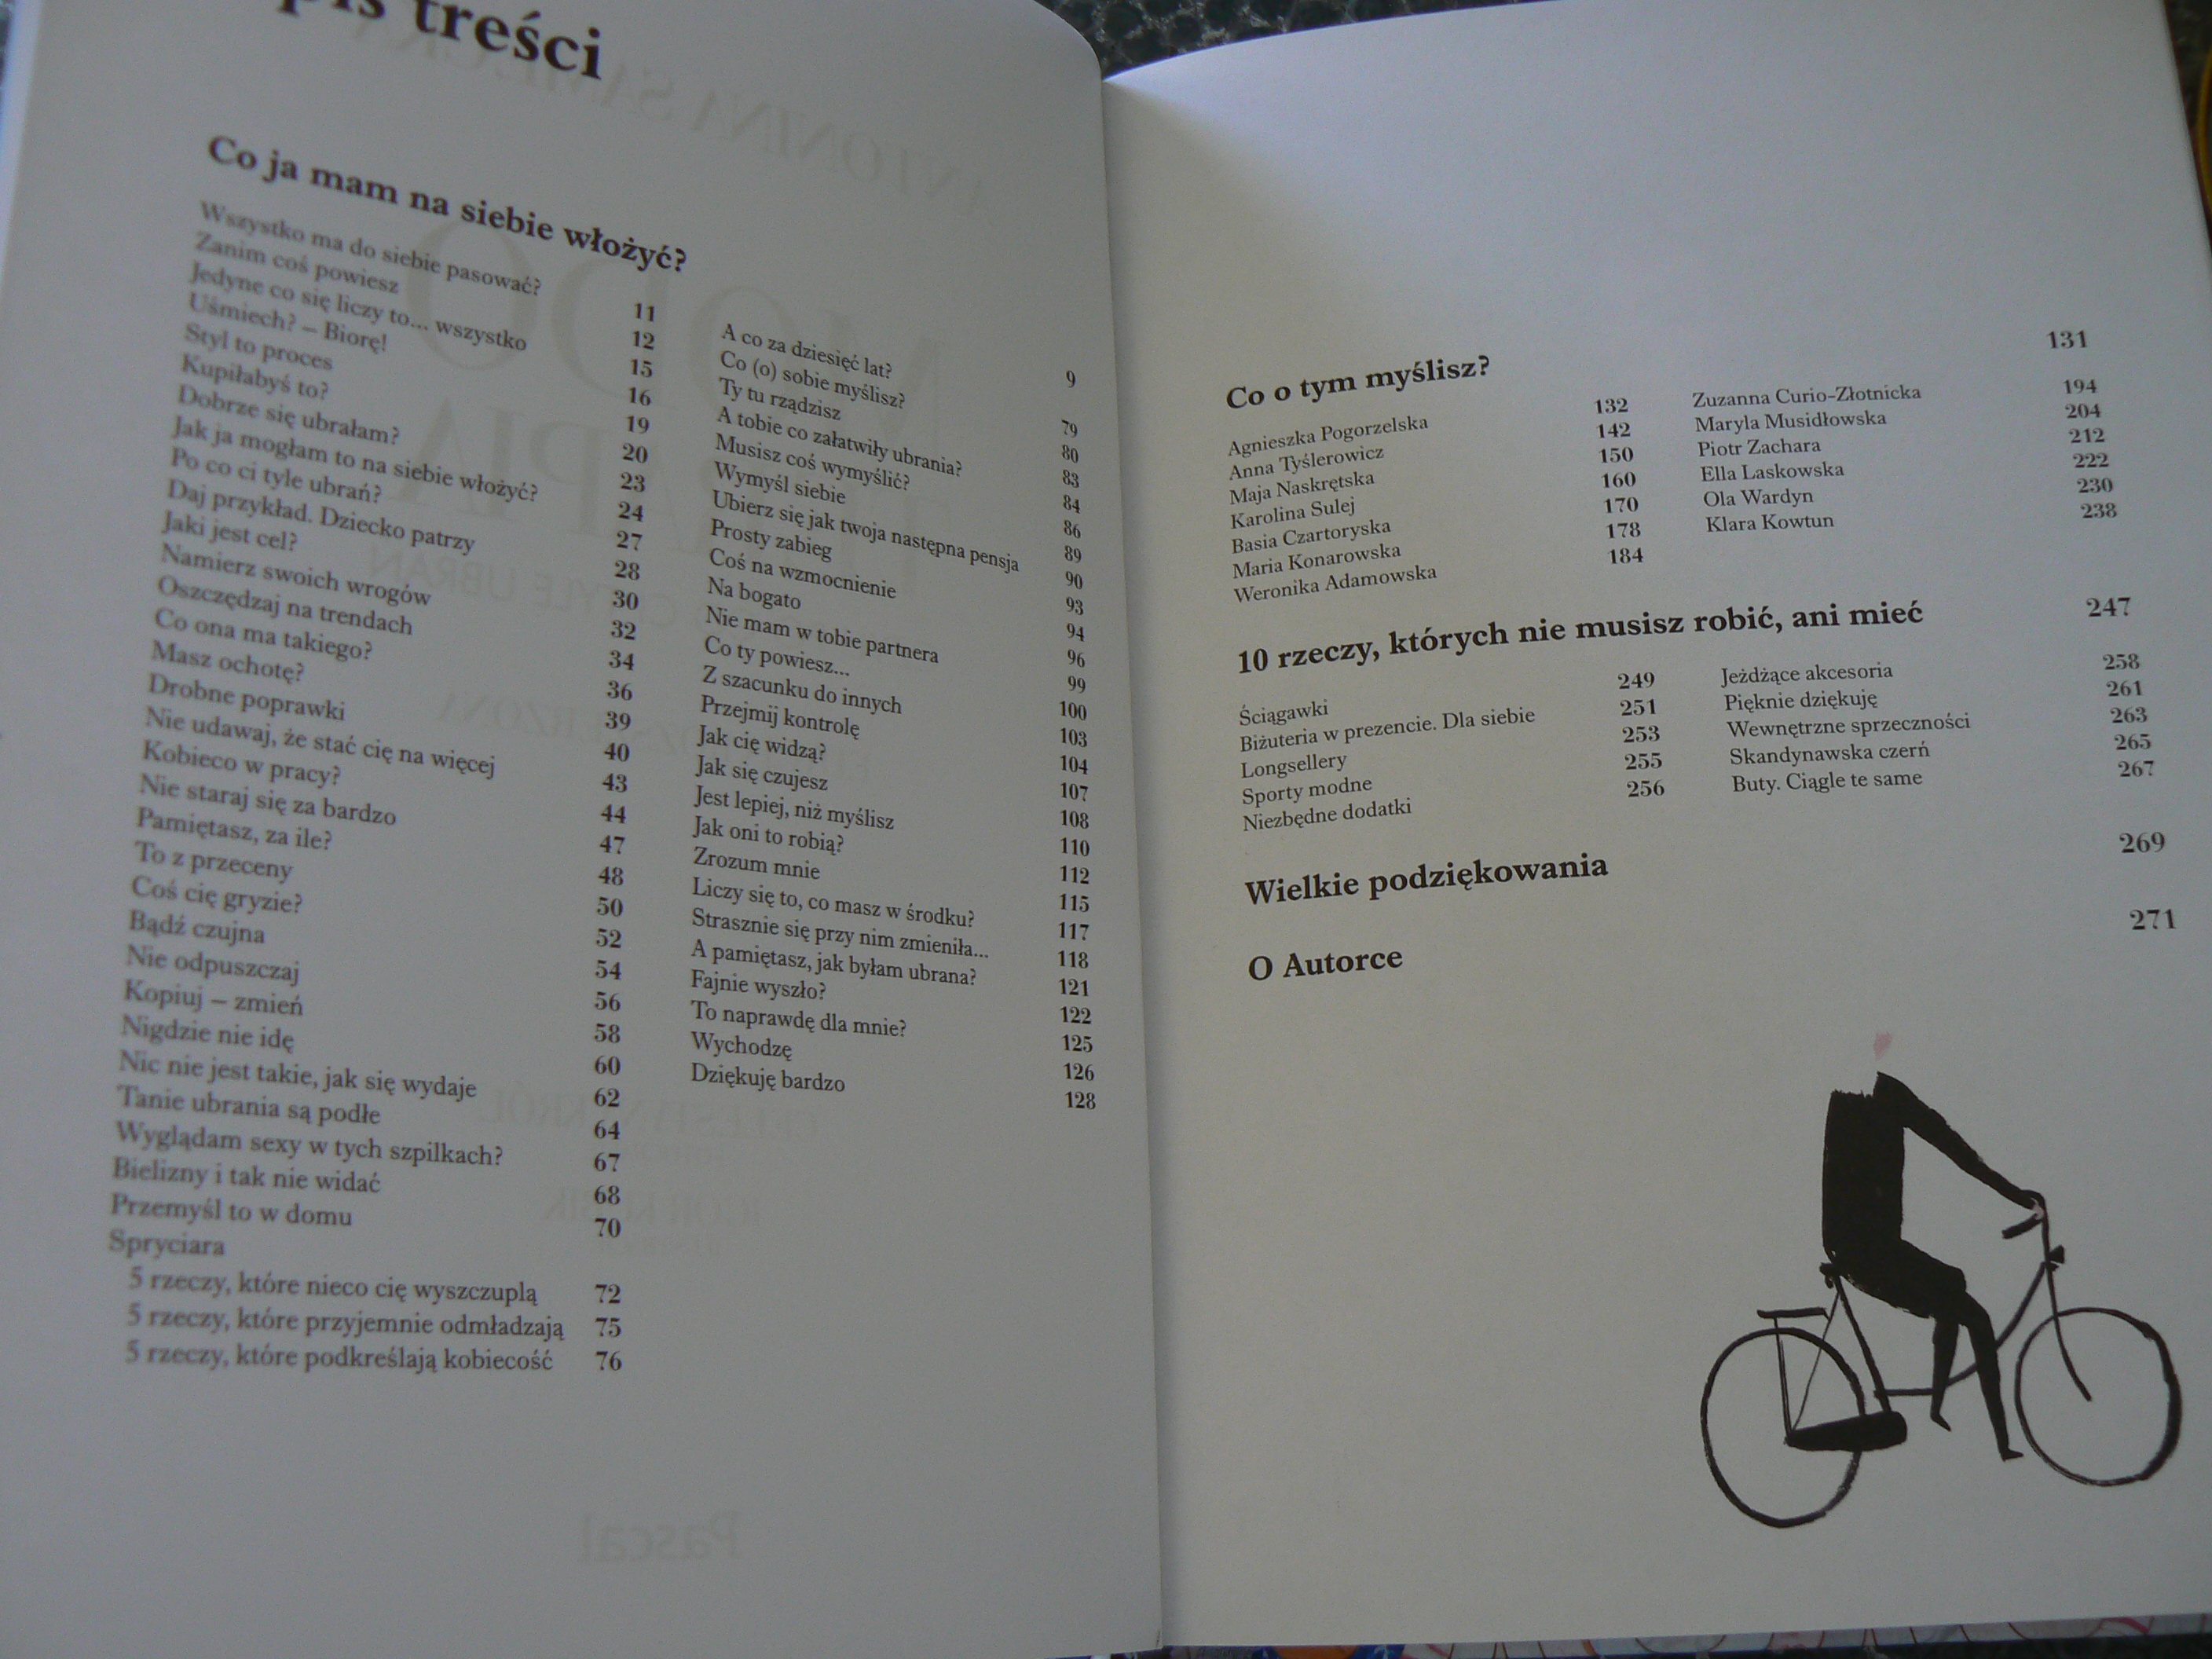 treści
Co ja mam na siebie włożyć? 9
Wszystko ma do siebie pasować? 11
Zanim coś powiesz 12
Jedyne co się liczy to... wszystko 15
Uśmiech? – Biorę! 16
Styl to proces 19
Kupiłabyś to? 20
Dobrze się ubrałam? 23
Jak ja mogłam to na siebie włożyć? 24
Po co ci tyle ubrań? 27
Daj przykład. Dziecko patrzy 28
Jaki jest cel? 30
Namierz swoich wrogów 32
Oszczędzaj na trendach 34
Co ona ma takiego? 36
Masz ochotę? 39
Drobne poprawki 40
Nie udawaj, że stać cię na więcej 43
Kobieco w pracy? 44
Nie staraj się za bardzo 47
Pamiętasz, za ile? 48
To z przeceny 50
Coś cię gryzie? 52
Bądź czujna 54
Nie odpuszczaj 56
Kopiuj – zmień 58
Nigdzie nie idę 60
Nic nie jest takie, jak się wydaje 62
Tanie ubrania są podłe 64
Wyglądam sexy w tych szpilkach? 67
Bielizny i tak nie widać 68
Przemyśl to w domu 70
Spryciara
5 rzeczy, które nieco cię wyszczuplą 72
5 rzeczy, które przyjemnie odmładzają 75
5 rzeczy, które podkreślają kobiecość 76
A co za dziesięć lat? 79
Co (o) sobie myślisz? 80
Ty tu rządzisz 83
A tobie co załatwiły ubrania? 84
Musisz coś wymyślić? 86
Wymyśl siebie 89
Ubierz się jak twoja następna pensja 90
Prosty zabieg 93
Coś na wzmocnienie 94
Na bogato 96
Nie mam w tobie partnera 99
Co ty powiesz... 100
Z szacunku do innych 103
Przejmij kontrolę 104
Jak cię widzą? 107
Jak się czujesz 108
Jest lepiej, niż myślisz 110
Jak oni to robią? 112
Zrozum mnie 115
Liczy się to, co masz w środku? 117
Strasznie się przy nim zmieniła... 118
A pamiętasz, jak byłam ubrana? 121
Fajnie wyszło? 122
To naprawdę dla mnie? 125
Wychodzę 126
Dziękuję bardzo 128
Co o tym myślisz? 131
Agnieszka Pogorzelska 132
Anna Tyślerowicz 142
Maja Naskrętska 150
Karolina Sulej 160
Basia Czartoryska 170
Maria Konarowska 178
Weronika Adamowska 184
Zuzanna Curio-Złotnicka 194
Maryla Musidłowska 204
Piotr Zachara 212
Ella Laskowska 222
Ola Wardyn 230
Klara Kowtun 238
10 rzeczy, których nie musisz robić, ani mieć 247
Ściągawki 249
Biżuteria w prezencie. Dla siebie 251
Longsellery 253
Sporty modne 255
Niezbędne dodatki 256
Jeżdżące akcesoria 258
Pięknie dziękuję 261
Wewnętrzne sprzeczności 263
Skandynawska czerń 265
Buty. Ciągle te same 267
Wielkie podziękowania 269
O Autorce 271